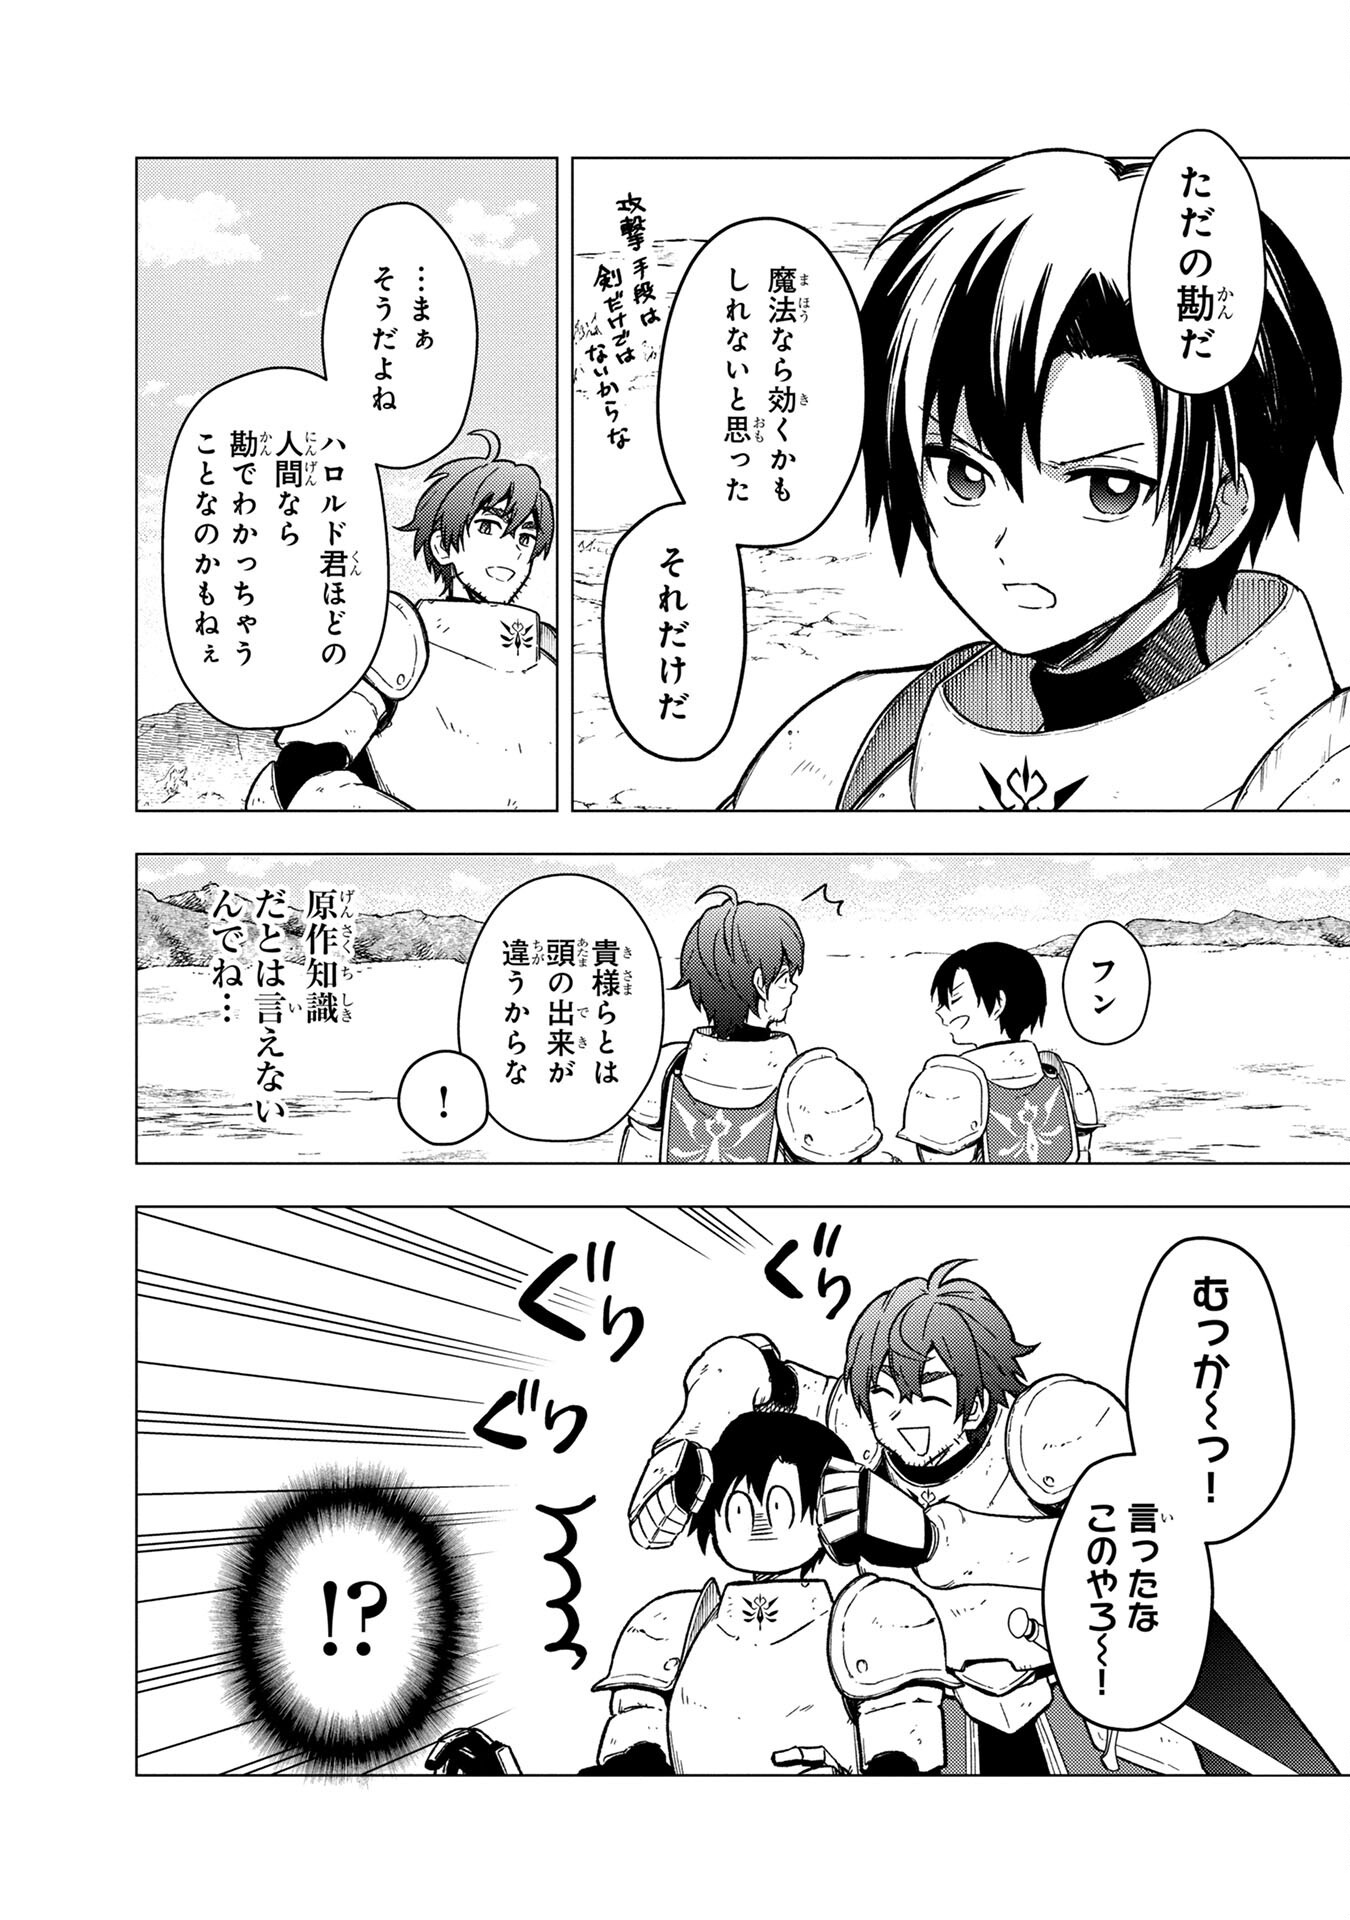 ただの勘だ
魔法なら効くかも
しれないと思った
それだけだ
攻撃手段は
剣だけでは
ないからな
…まぁ
そうだよね
ハロルド君ほどの
人間なら
勘でわかっちゃう
ことなのかもねぇ
フン
貴様らとは
頭の出来が
違うからな
！
原作知識
だとは言えない
んでね…
むっか〜っ！
言ったな
このやろ〜！
ぐり
ぐり
ぐり
!?